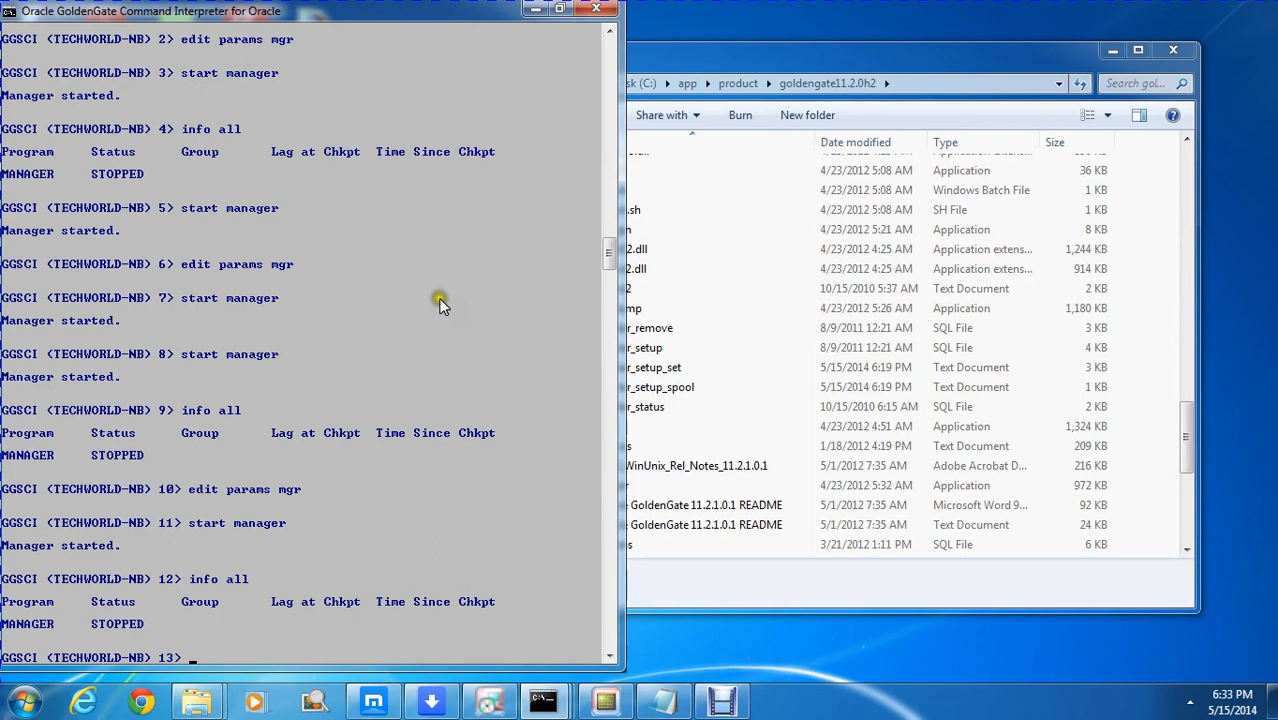 Oracle GoldenGate Command Interpreter for Oracle
GGSCI (TECHWORLD-NB) 2> edit params mgr
GGSCI (TECHWORLD-NB) 3> start manager
Manager started.
GGSCI (TECHWORLD-NB) 4> info all
Program Status Group Lag at Chkpt Time Since Chkpt
MANAGER STOPPED
GGSCI (TECHWORLD-NB) 5> start manager
Manager started.
GGSCI (TECHWORLD-NB) 6> edit params mgr
GGSCI (TECHWORLD-NB) 7> start manager
Manager started.
GGSCI (TECHWORLD-NB) 8> start manager
Manager started.
GGSCI (TECHWORLD-NB) 9> info all
Program Status Group Lag at Chkpt Time Since Chkpt
MANAGER STOPPED
GGSCI (TECHWORLD-NB) 10> edit params mgr
GGSCI (TECHWORLD-NB) 11> start manager
Manager started.
GGSCI (TECHWORLD-NB) 12> info all
Program Status Group Lag at Chkpt Time Since Chkpt
MANAGER STOPPED
GGSCI (TECHWORLD-NB) 13>
sk (C:) app product goldengate11.2.0h2 Search gol...
Share with Burn New folder
Date modified Type Size
4/23/2012 5:08 AM Application 36 KB
4/23/2012 5:08 AM Windows Batch File 1 KB
.sh 4/23/2012 5:08 AM SH File 1 KB
n 4/23/2012 5:21 AM Application 8 KB
2.dll 4/23/2012 4:25 AM Application extens... 1,244 KB
2.dll 4/23/2012 4:25 AM Application extens... 914 KB
2 10/15/2010 5:37 AM Text Document 2 KB
mp 4/23/2012 5:26 AM Application 1,180 KB
r_remove 8/9/2011 12:21 AM SQL File 3 KB
r_setup 8/9/2011 12:21 AM SQL File 4 KB
r_setup_set 5/15/2014 6:19 PM Text Document 3 KB
r_setup_spool 5/15/2014 6:19 PM Text Document 1 KB
r_status 10/15/2010 6:15 AM Text Document 2 KB
4/23/2012 4:51 AM Application 1,324 KB
s 1/18/2012 4:19 PM Text Document 209 KB
WinUnix_Rel_Notes_11.2.1.0.1 5/1/2012 7:35 AM Adobe Acrobat D... 216 KB
r 4/23/2012 5:32 AM Application 972 KB
GoldenGate 11.2.1.0.1 README 5/1/2012 7:35 AM Microsoft Word 9... 92 KB
GoldenGate 11.2.1.0.1 README 5/1/2012 7:35 AM Text Document 24 KB
s 3/21/2012 1:11 PM SQL File 6 KB
6:33 PM
5/15/2014